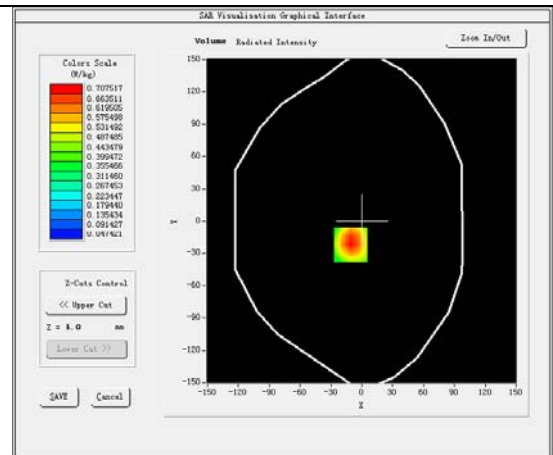 SAR Visualisation Graphical Interface
Volume Radiated Intensity
Zoom In/Out
Colors Scale
(W/kg)
0.707517
0.663511
0.619505
0.575498
0.531492
0.487485
0.443479
0.399472
0.355466
0.311460
0.267453
0.223447
0.179440
0.135434
0.091427
0.047421
150
90
60
30
0
-30
-60
-90
-120
-150
Y
-150 -120 -90 -60 -30 0 30 60 90 120 150
X
Z-Cuts Control
<< Upper Cut
mm
Lower Cut >>
SAVE
Cancel
120